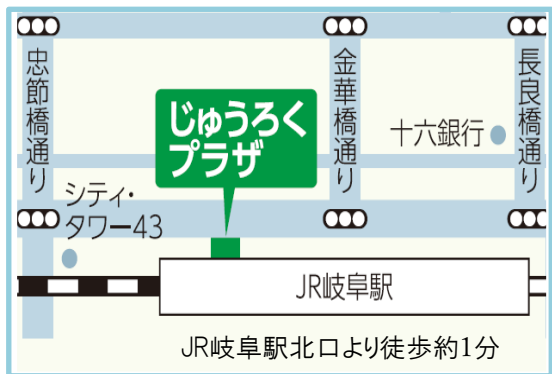 忠節橋通り
金華橋通り
長良橋通り
じゅうろく
プラザ
十六銀行
シティ・
タワー43
JR岐阜駅
JR岐阜駅北口より徒歩約1分